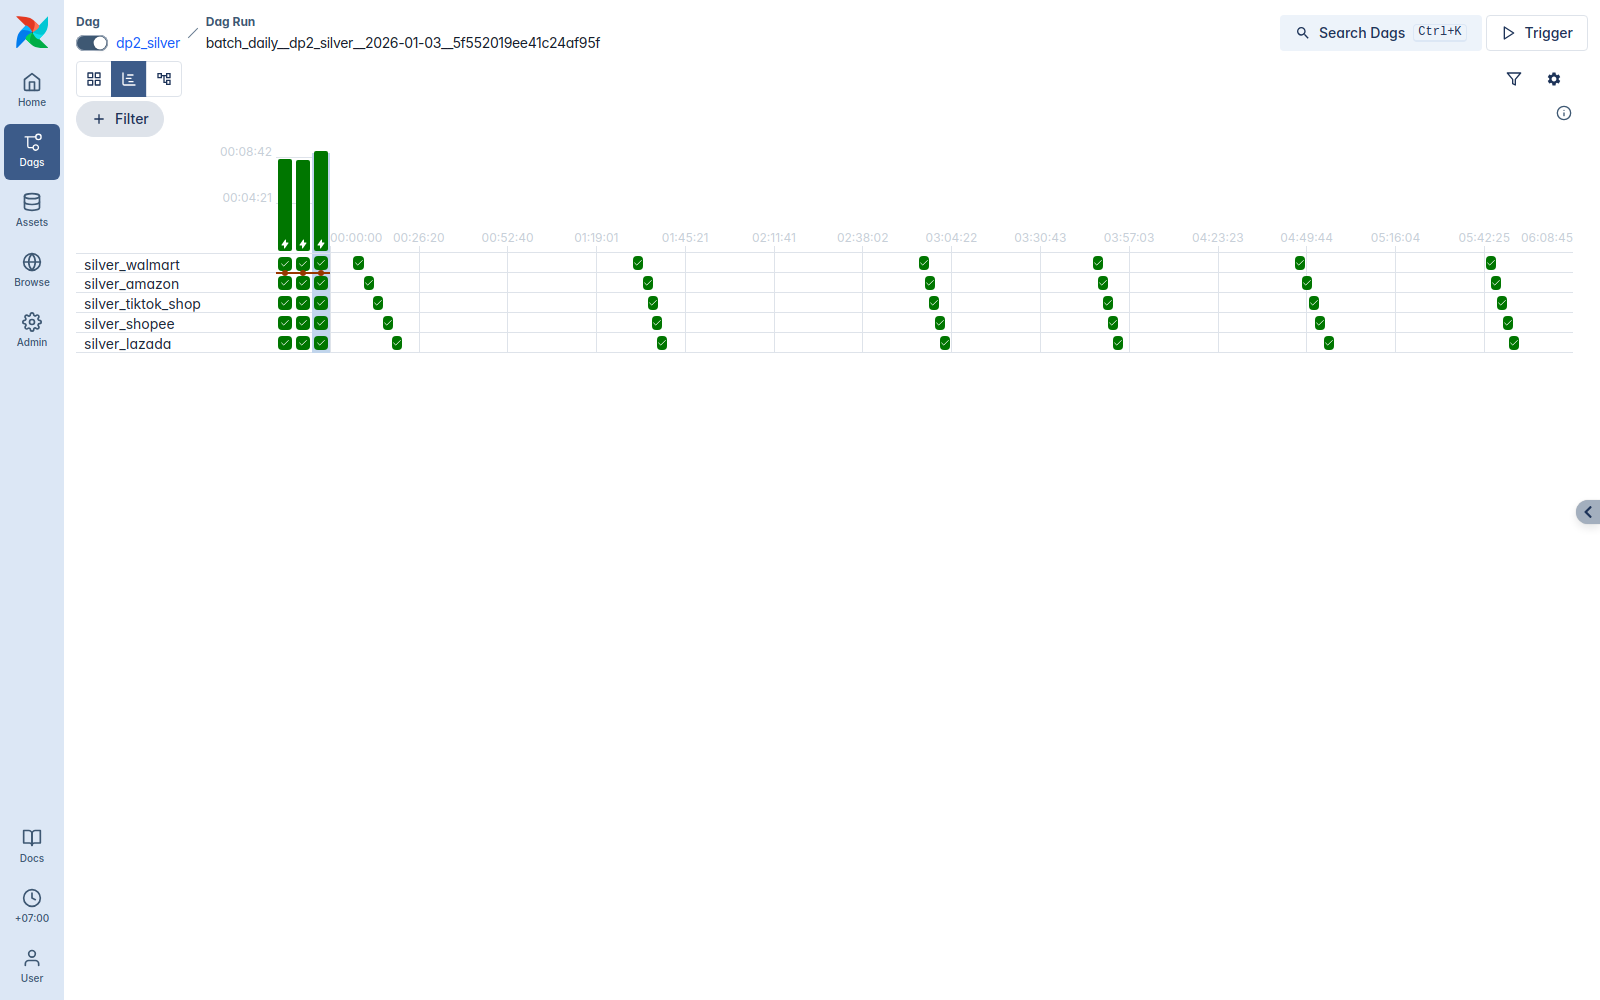 Dag
dp2_silver
Dag Run
batch_daily__dp2_silver__2026-01-03__5f552019ee41c24af95f
Search Dags Ctrl+K
Trigger
Home
Dags
Assets
Browse
Admin
Docs
+07:00
User
Filter
00:08:42
00:04:21
00:00:00 00:26:20 00:52:40 01:19:01 01:45:21 02:11:41 02:38:02 03:04:22 03:30:43 03:57:03 04:23:23 04:49:44 05:16:04 05:42:25 06:08:45
silver_walmart
silver_amazon
silver_tiktok_shop
silver_shopee
silver_lazada